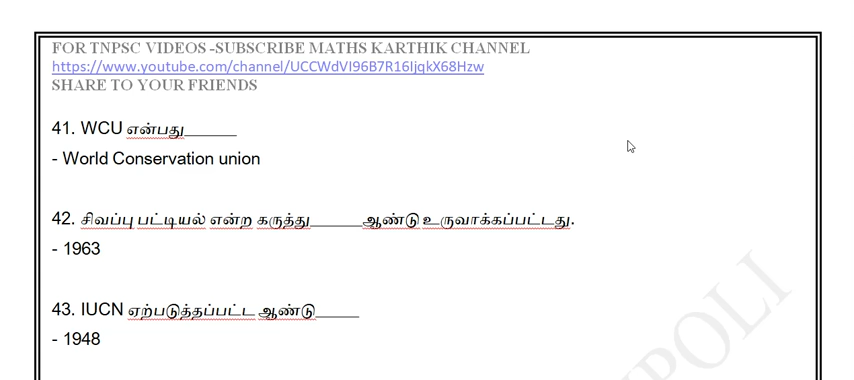 FOR TNPSC VIDEOS -SUBSCRIBE MATHS KARTHIK CHANNEL
https://www.youtube.com/channel/UCCWdVI96B7R16IjqkX68Hzw
SHARE TO YOUR FRIENDS
41. WCU என்பது______
- World Conservation union
42. சிவப்பு பட்டியல் என்ற கருத்து______ஆண்டு உருவாக்கப்பட்டது.
- 1963
43. IUCN ஏற்படுத்தப்பட்ட ஆண்டு_____
- 1948